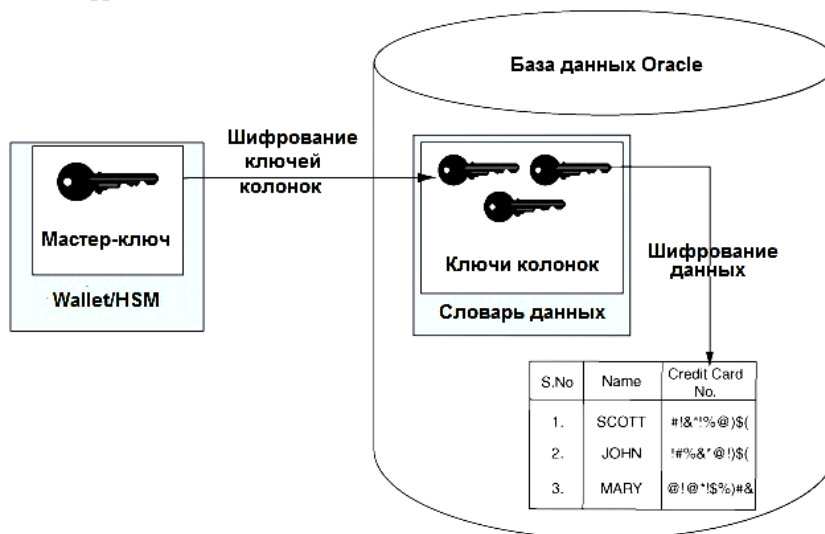 База данных Oracle
Шифрование
ключей
колонок
Мастер-ключ
Wallet/HSM
Ключи колонок
Словарь данных
Шифрование
данных
S.No Name Credit Card
No.
1. SCOTT #!&*!%@)$(
2. JOHN !#%&*@!)$(
3. MARY @!@*!$%)#&